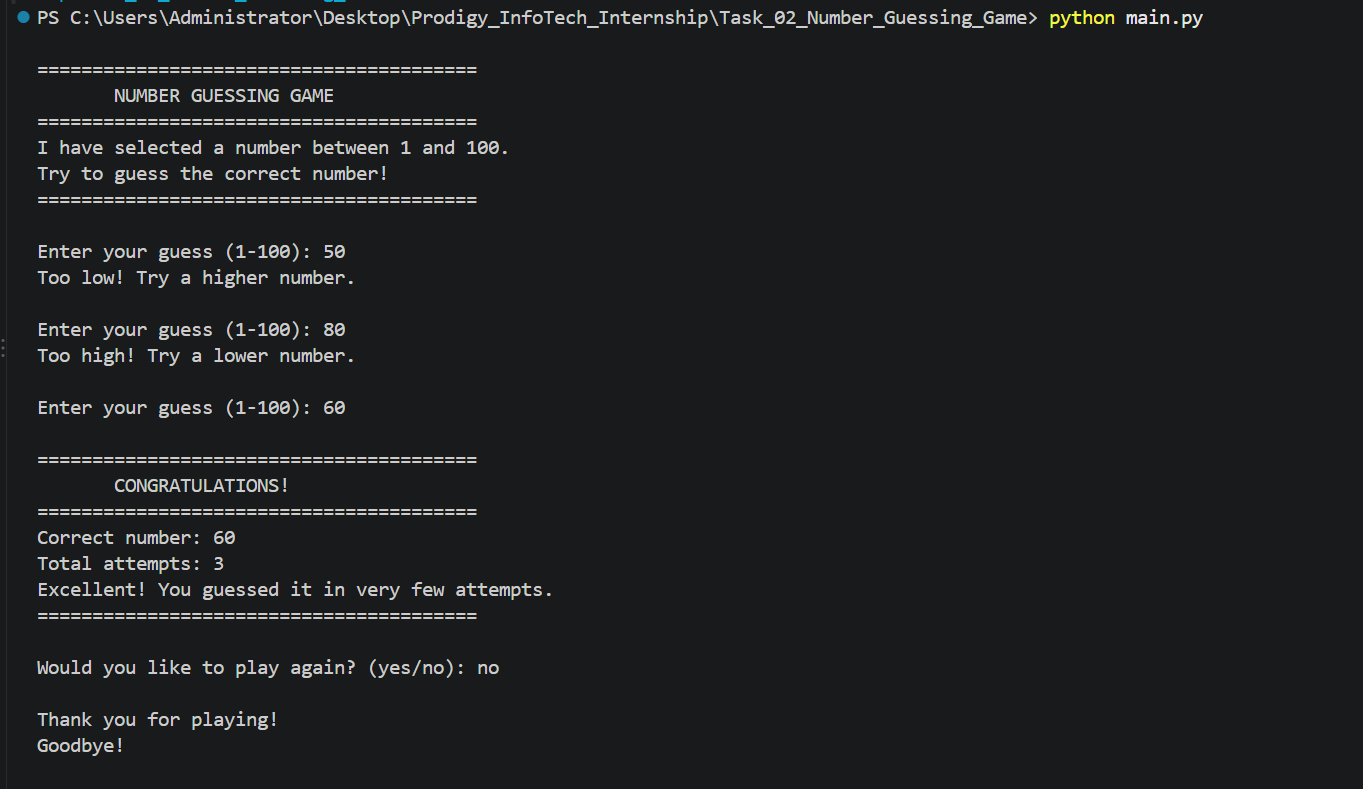 PS C:\Users\Administrator\Desktop\Prodigy_InfoTech_Internship\Task_02_Number_Guessing_Game> python main.py
========================================
NUMBER GUESSING GAME
========================================
I have selected a number between 1 and 100.
Try to guess the correct number!
========================================
Enter your guess (1-100): 50
Too low! Try a higher number.
Enter your guess (1-100): 80
Too high! Try a lower number.
Enter your guess (1-100): 60
========================================
CONGRATULATIONS!
========================================
Correct number: 60
Total attempts: 3
Excellent! You guessed it in very few attempts.
========================================
Would you like to play again? (yes/no): no
Thank you for playing!
Goodbye!